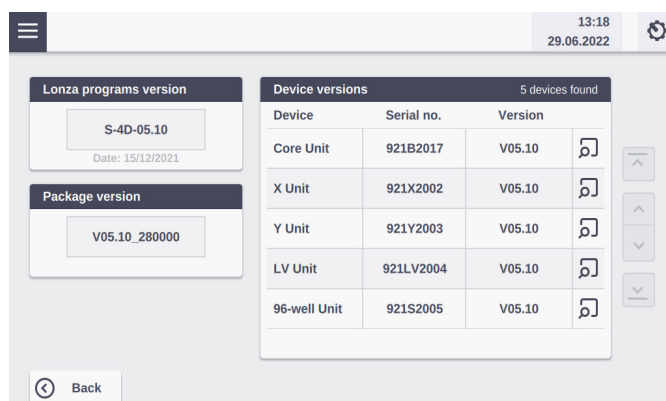 13:18
29.06.2022
Lonza programs version
S-4D-05.10
Date: 15/12/2021
Package version
V05.10_280000
Device versions 5 devices found
Device Serial no. Version
Core Unit 921B2017 V05.10
X Unit 921X2002 V05.10
Y Unit 921Y2003 V05.10
LV Unit 921LV2004 V05.10
96-well Unit 921S2005 V05.10
Back